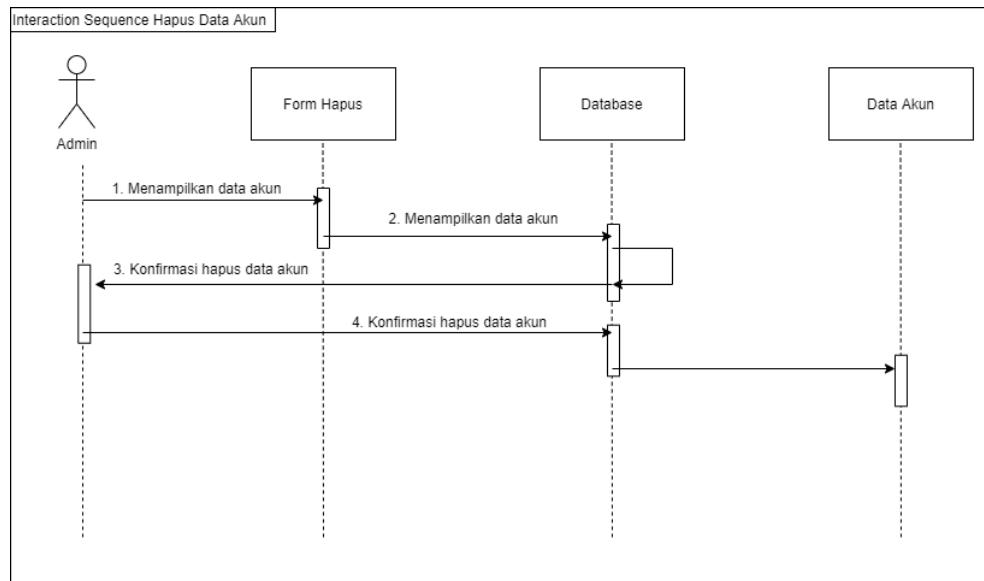 Interaction Sequence Hapus Data Akun
Admin
Form Hapus
Database
Data Akun
1. Menampilkan data akun
2. Menampilkan data akun
3. Konfirmasi hapus data akun
4. Konfirmasi hapus data akun